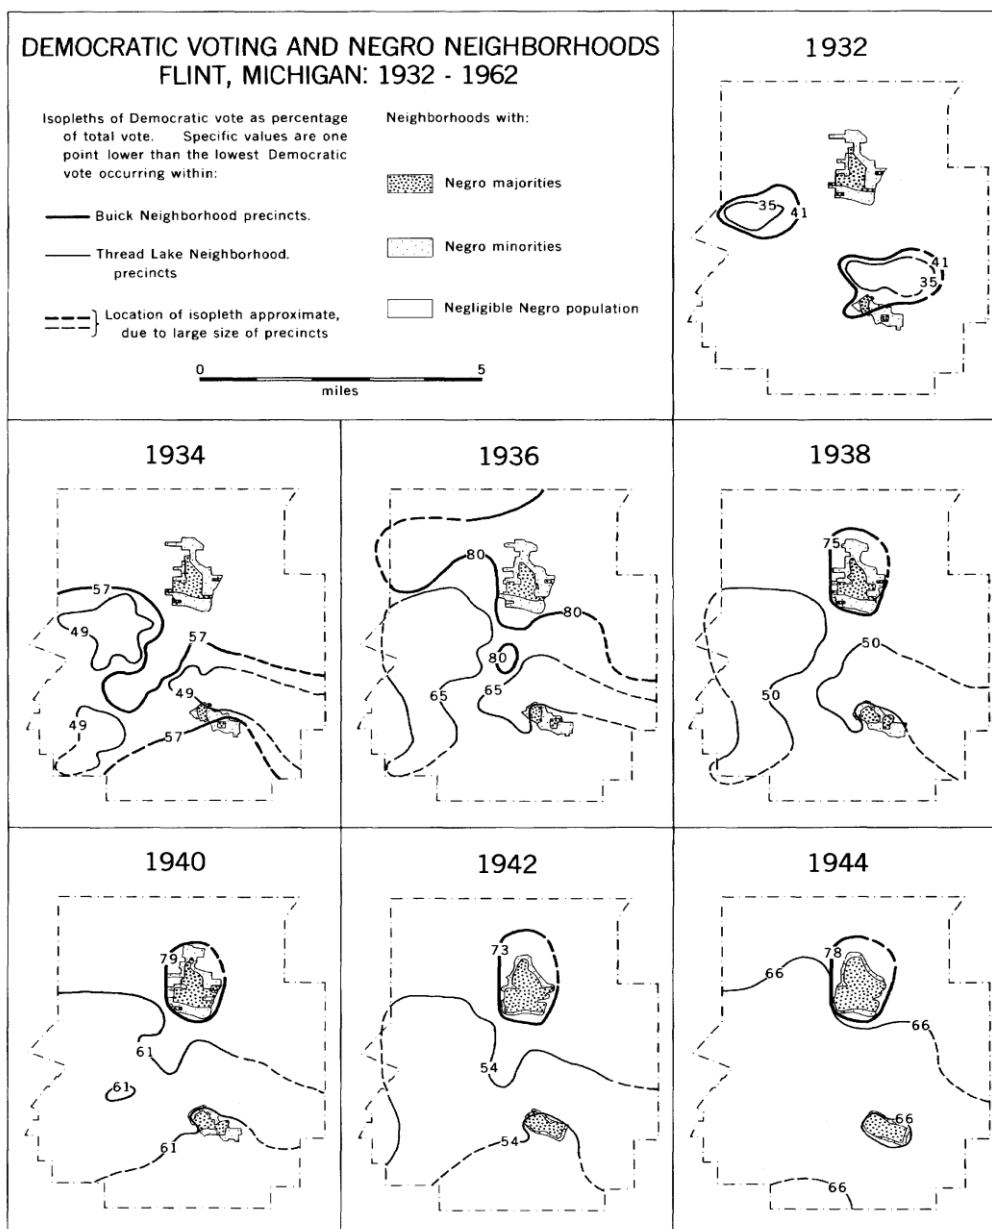 DEMOCRATIC VOTING AND NEGRO NEIGHBORHOODS
FLINT, MICHIGAN: 1932 - 1962
Isopleths of Democratic vote as percentage
of total vote. Specific values are one
point lower than the lowest Democratic
vote occurring within:
Buick Neighborhood precincts.
Thread Lake Neighborhood.
precincts
Location of isopleth approximate,
due to large size of precincts
Neighborhoods with:
Negro majorities
Negro minorities
Negligible Negro population
0 5
miles
1932
35
41
41
35
1934
57
49
57
49
49
57
1936
80
80
80
65
65
1938
75
50
50
1940
79
61
61
61
1942
73
54
54
1944
78
66
66
66
66